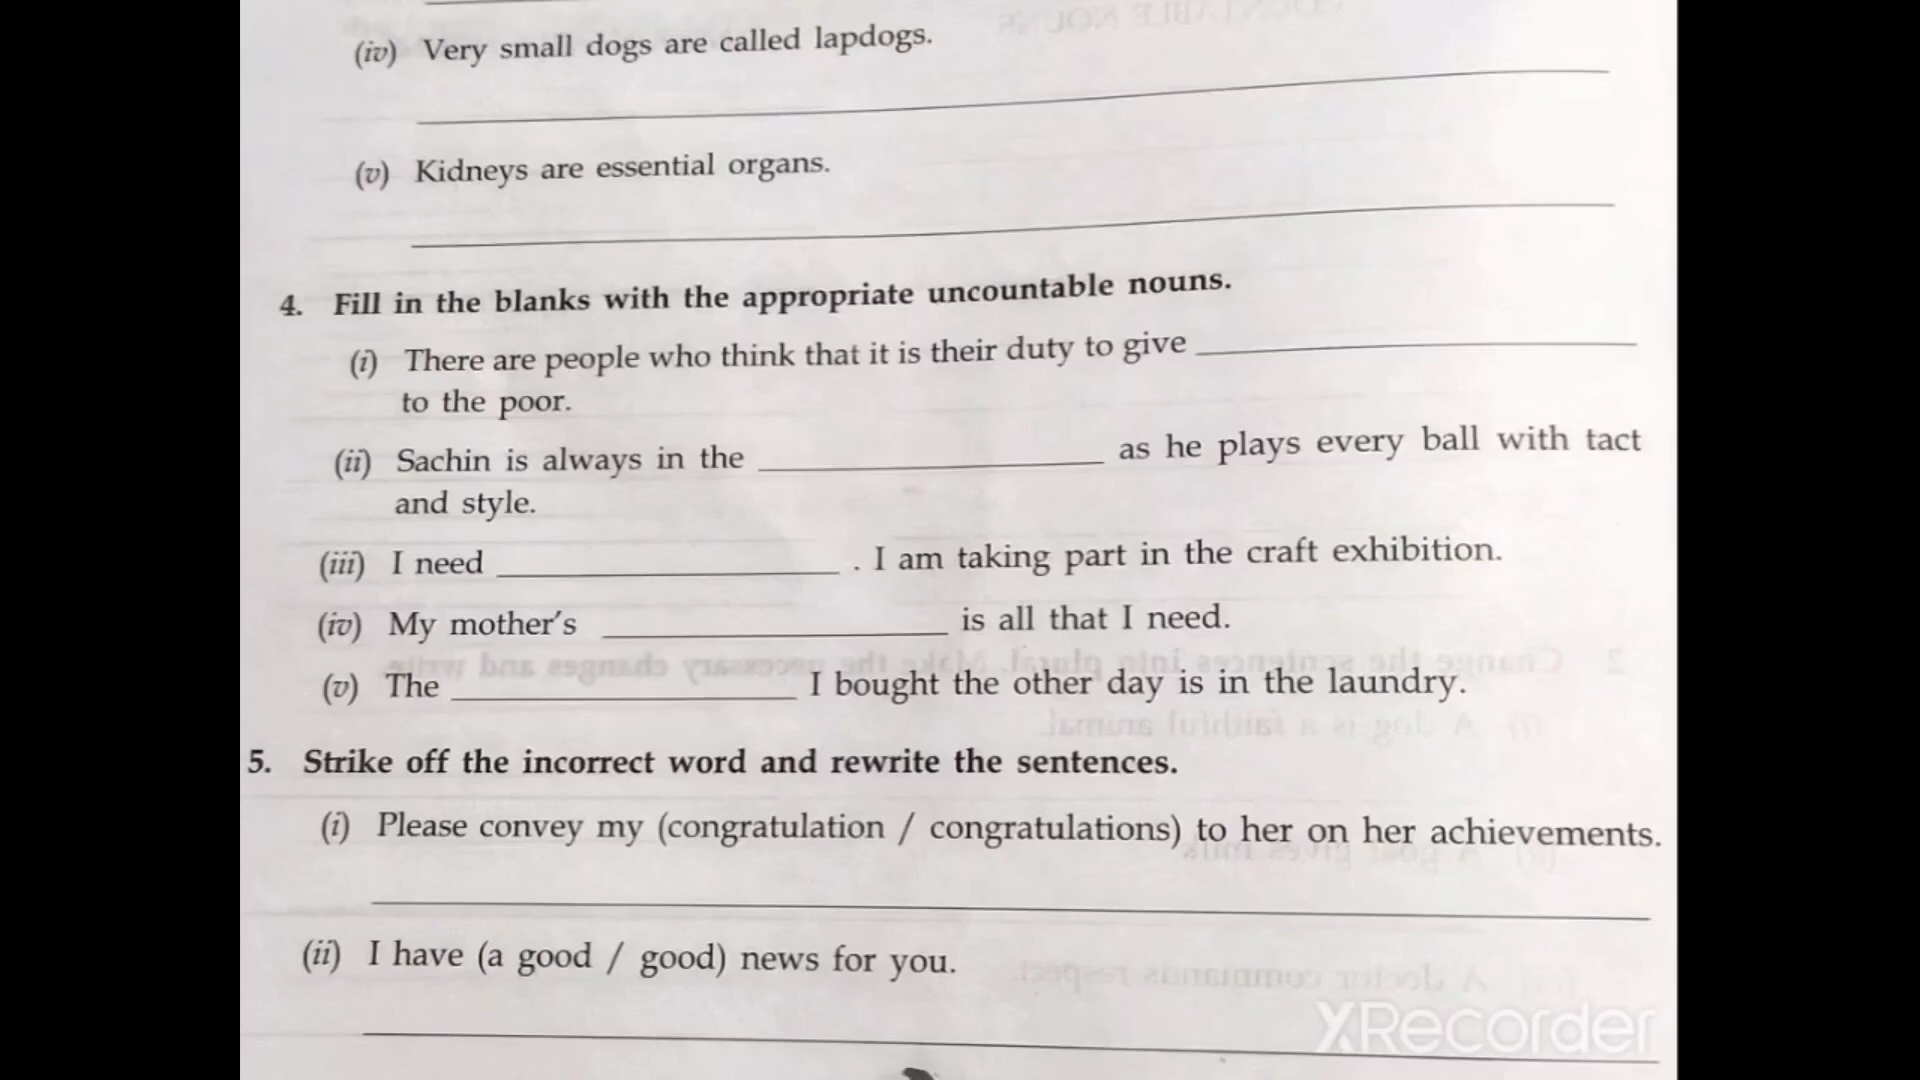 (iv) Very small dogs are called lapdogs.
(v) Kidneys are essential organs.
4. Fill in the blanks with the appropriate uncountable nouns.
(i) There are people who think that it is their duty to give
to the poor.
(ii) Sachin is always in the as he plays every ball with tact
and style.
(iii) I need . I am taking part in the craft exhibition.
(iv) My mother's is all that I need.
(v) The I bought the other day is in the laundry.
5. Strike off the incorrect word and rewrite the sentences.
(i) Please convey my (congratulation / congratulations) to her on her achievements.
(ii) I have (a good / good) news for you.
XRecorder